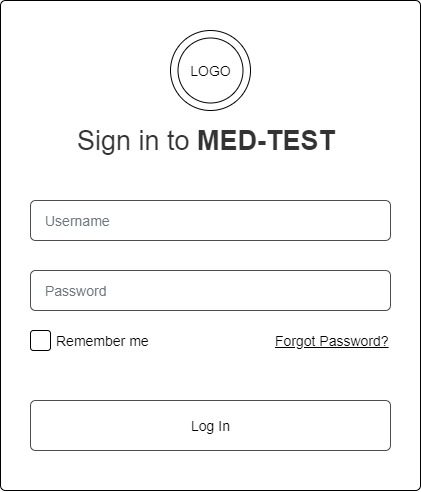 LOGO
Sign in to MED-TEST
Username
Password
Remember me Forgot Password?
Log In